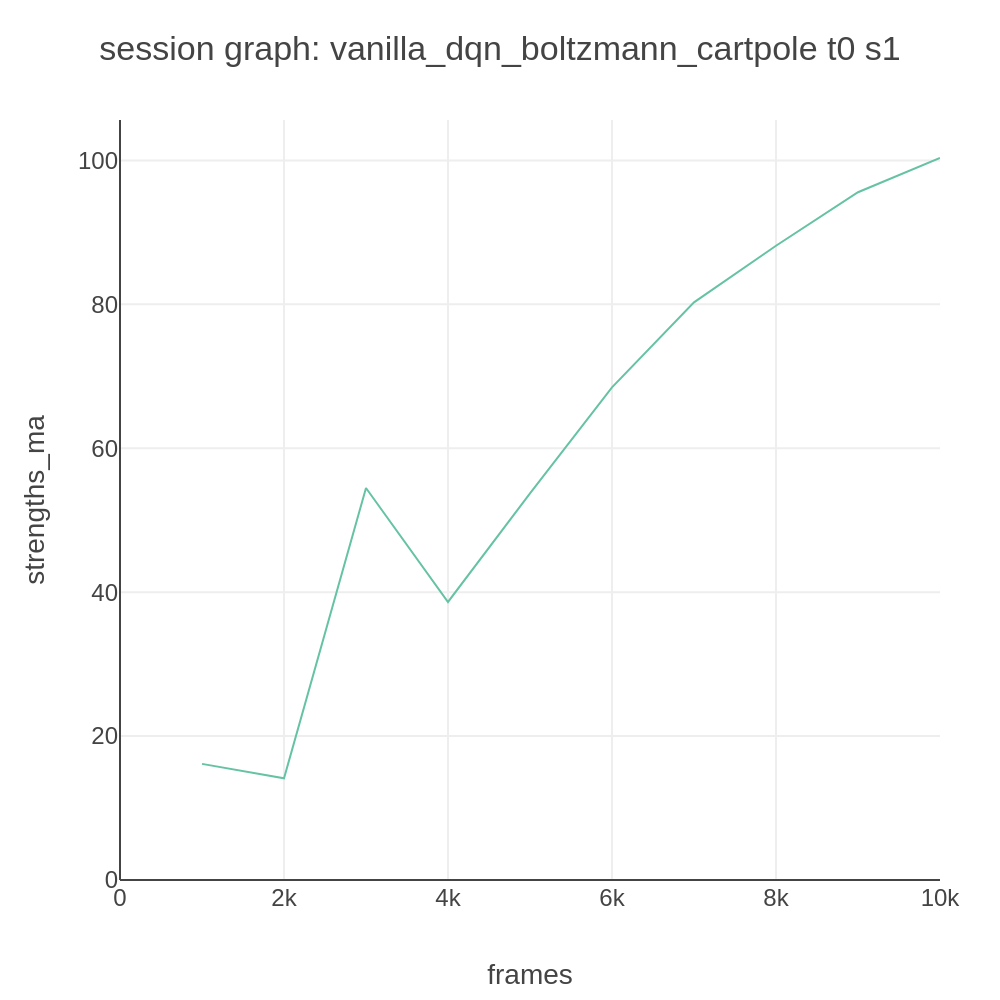 session graph: vanilla_dqn_boltzmann_cartpole t0 s1
strengths_ma
100
80
60
40
20
0
0 2k 4k 6k 8k 10k
frames